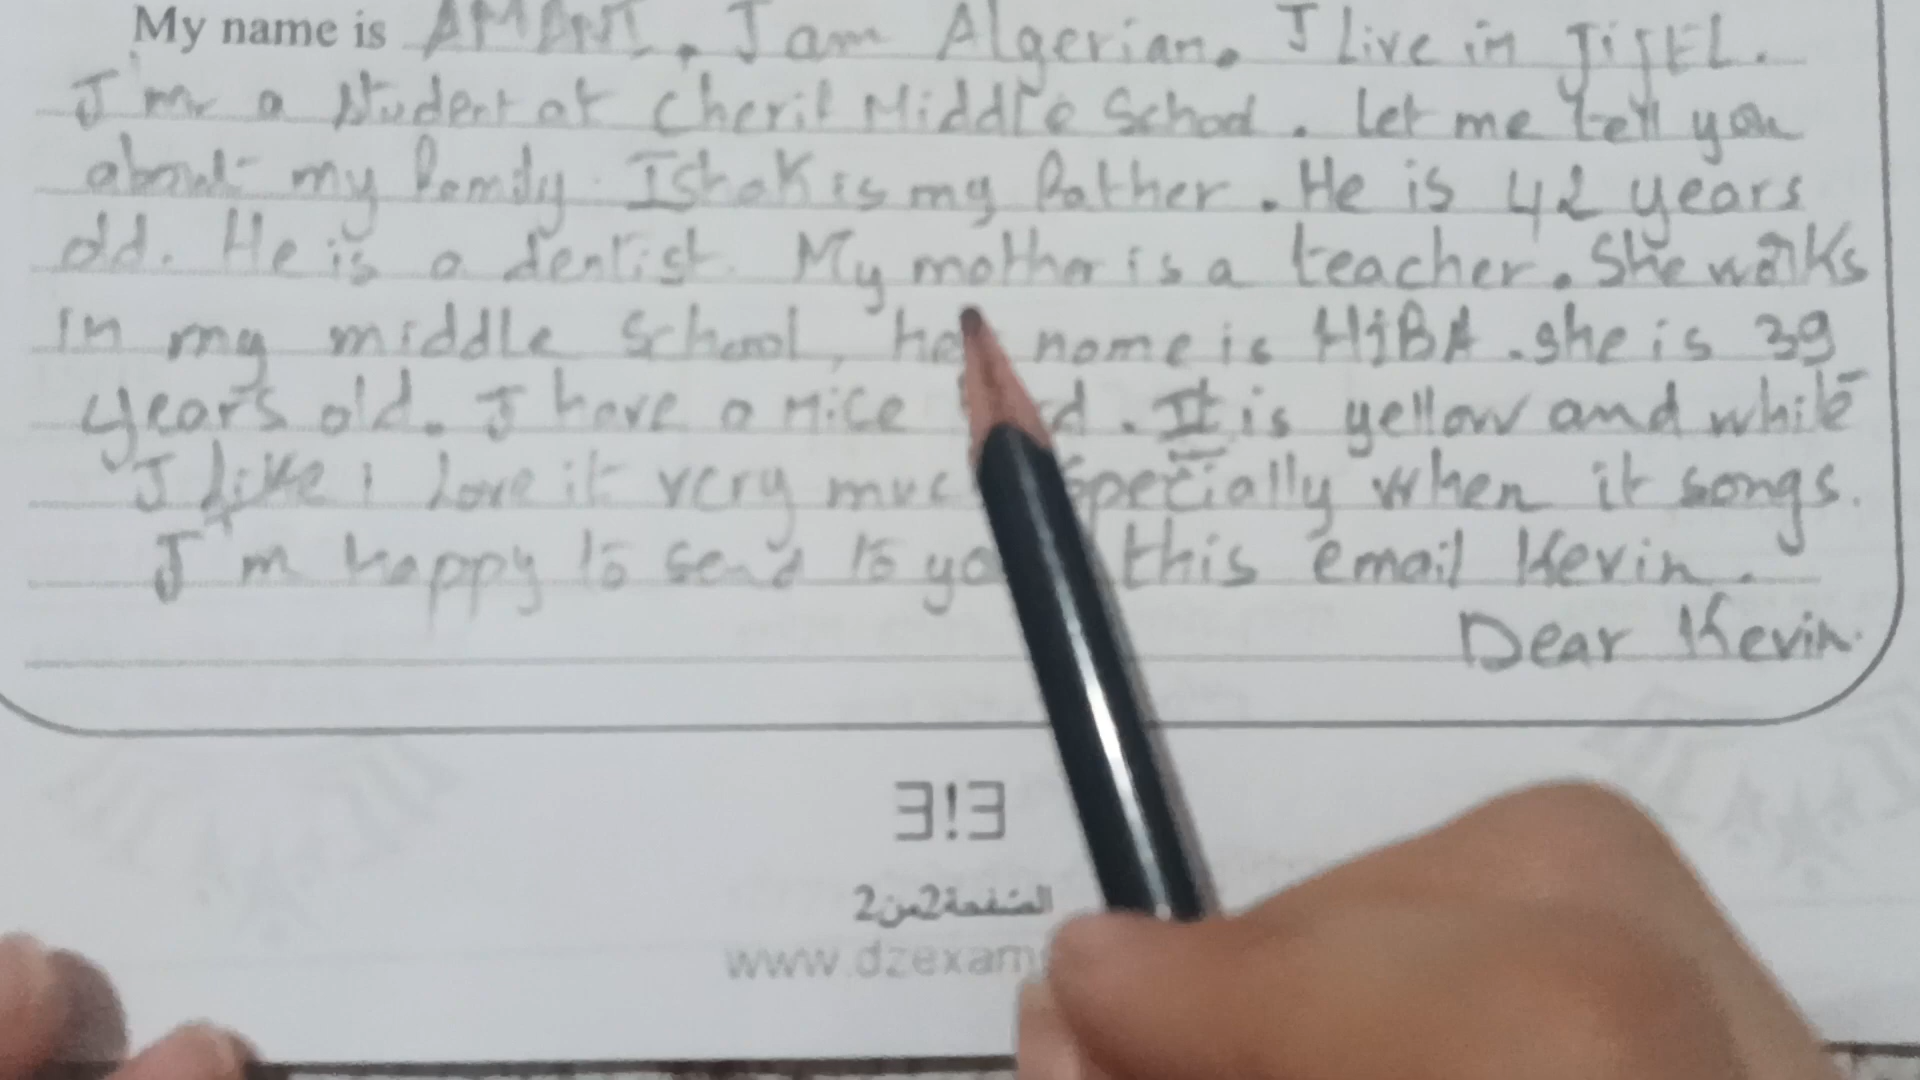 My name is AMANI. I am Algerian. I Live in JIJEL.
I'm a student at Cherif Middle School. Let me tell you
about my family. Ishak is my father. He is 42 years
old. He is a dentist. My mother is a teacher. She works
in my middle school, name is HiBA. she is 39
years old. I have a nice. It is yellow and white
I like i love it very when it songs.
I'm happy to send to this email Kevin.
Dear Kevin.
3!3
الصفحة2من2
www.dzexam